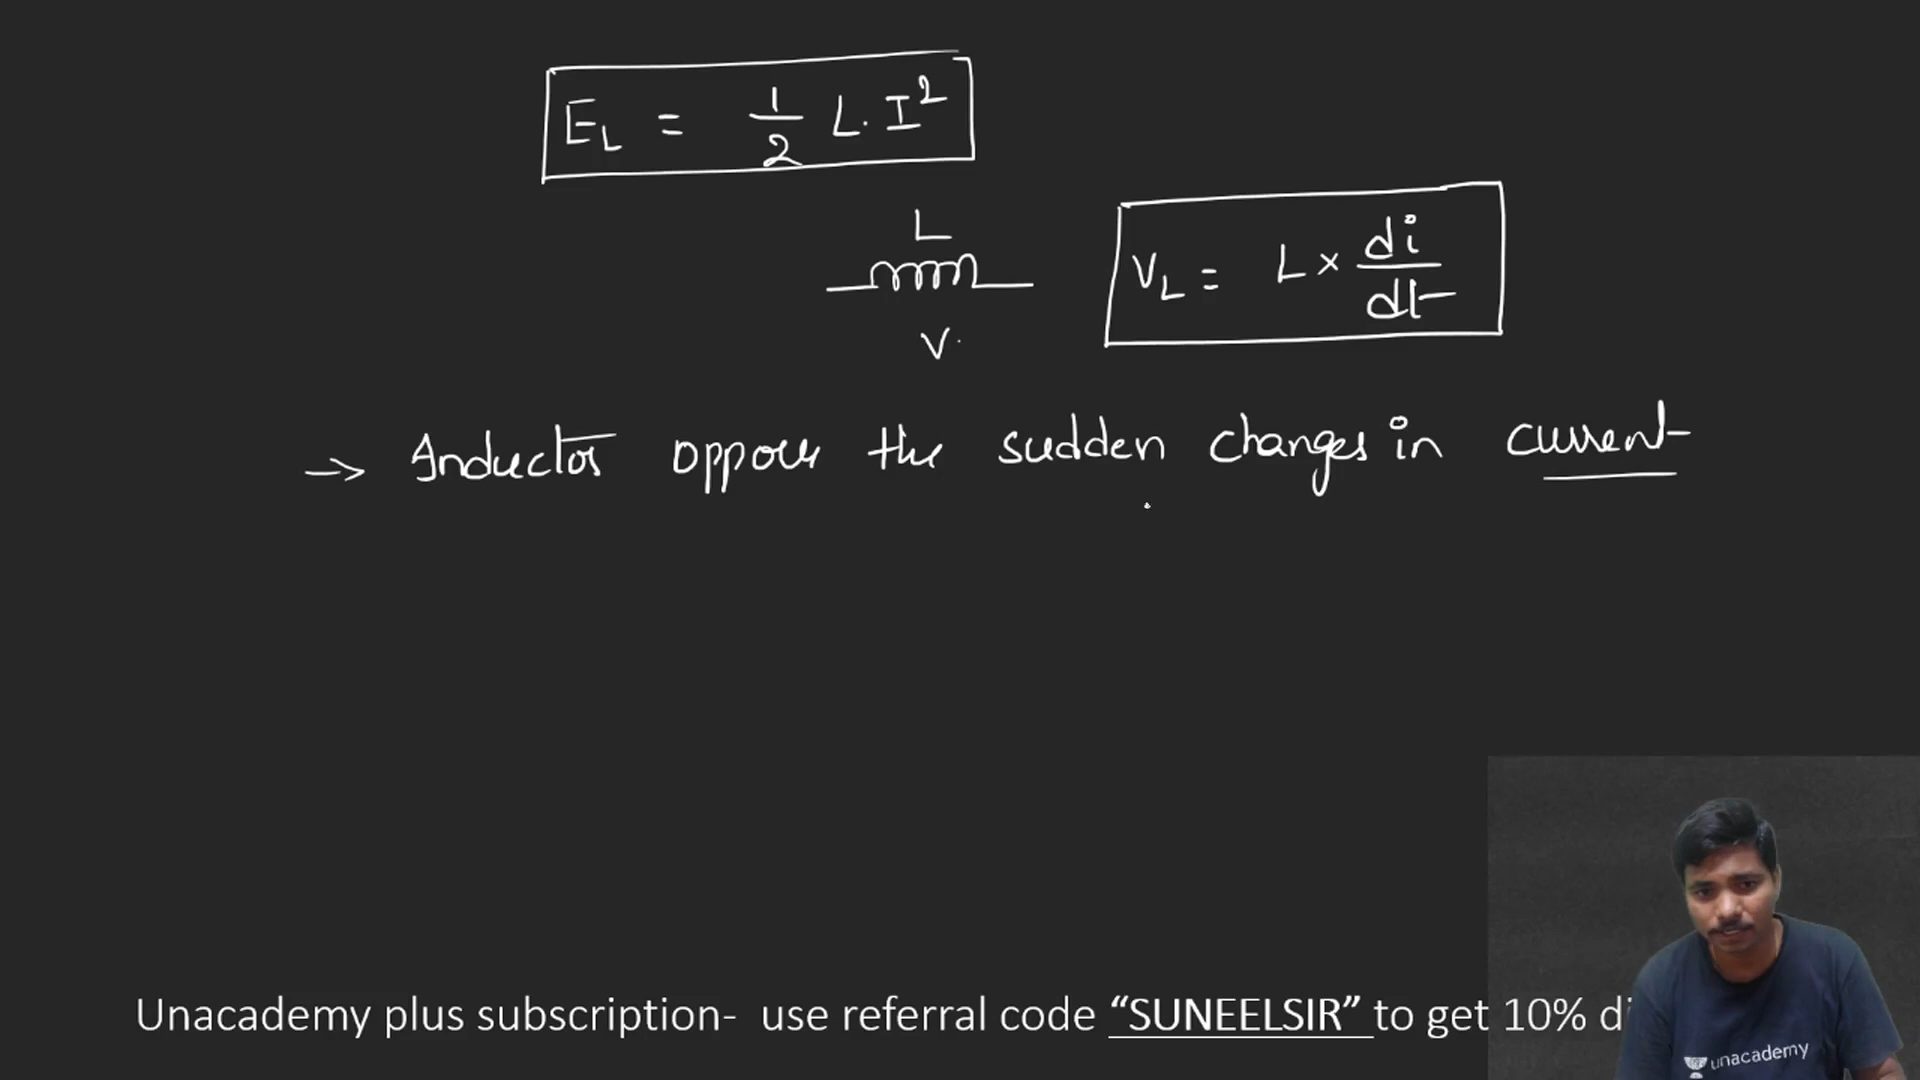 E_L = 1/2 L. I²
L
V.
V_L = L × di/dt
→ Inductor oppose the sudden changes in current
Unacademy plus subscription- use referral code “SUNEELSIR” to get 10% di
unacademy